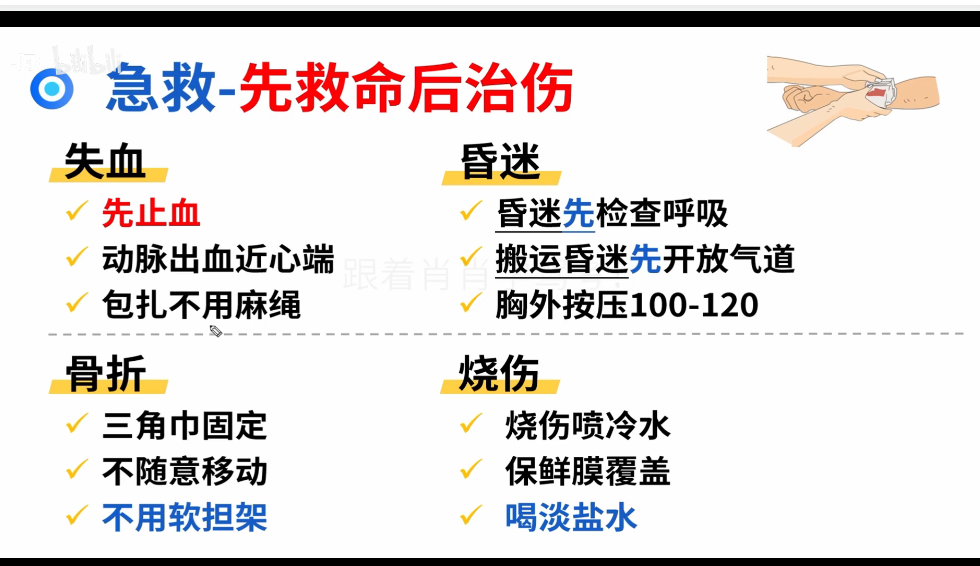 bilibili
急救-先救命后治伤
失血
先止血
动脉出血近心端
包扎不用麻绳
昏迷
昏迷先检查呼吸
搬运昏迷先开放气道
胸外按压100-120
跟着肖肖
骨折
三角巾固定
不随意移动
不用软担架
烧伤
烧伤喷冷水
保鲜膜覆盖
喝淡盐水